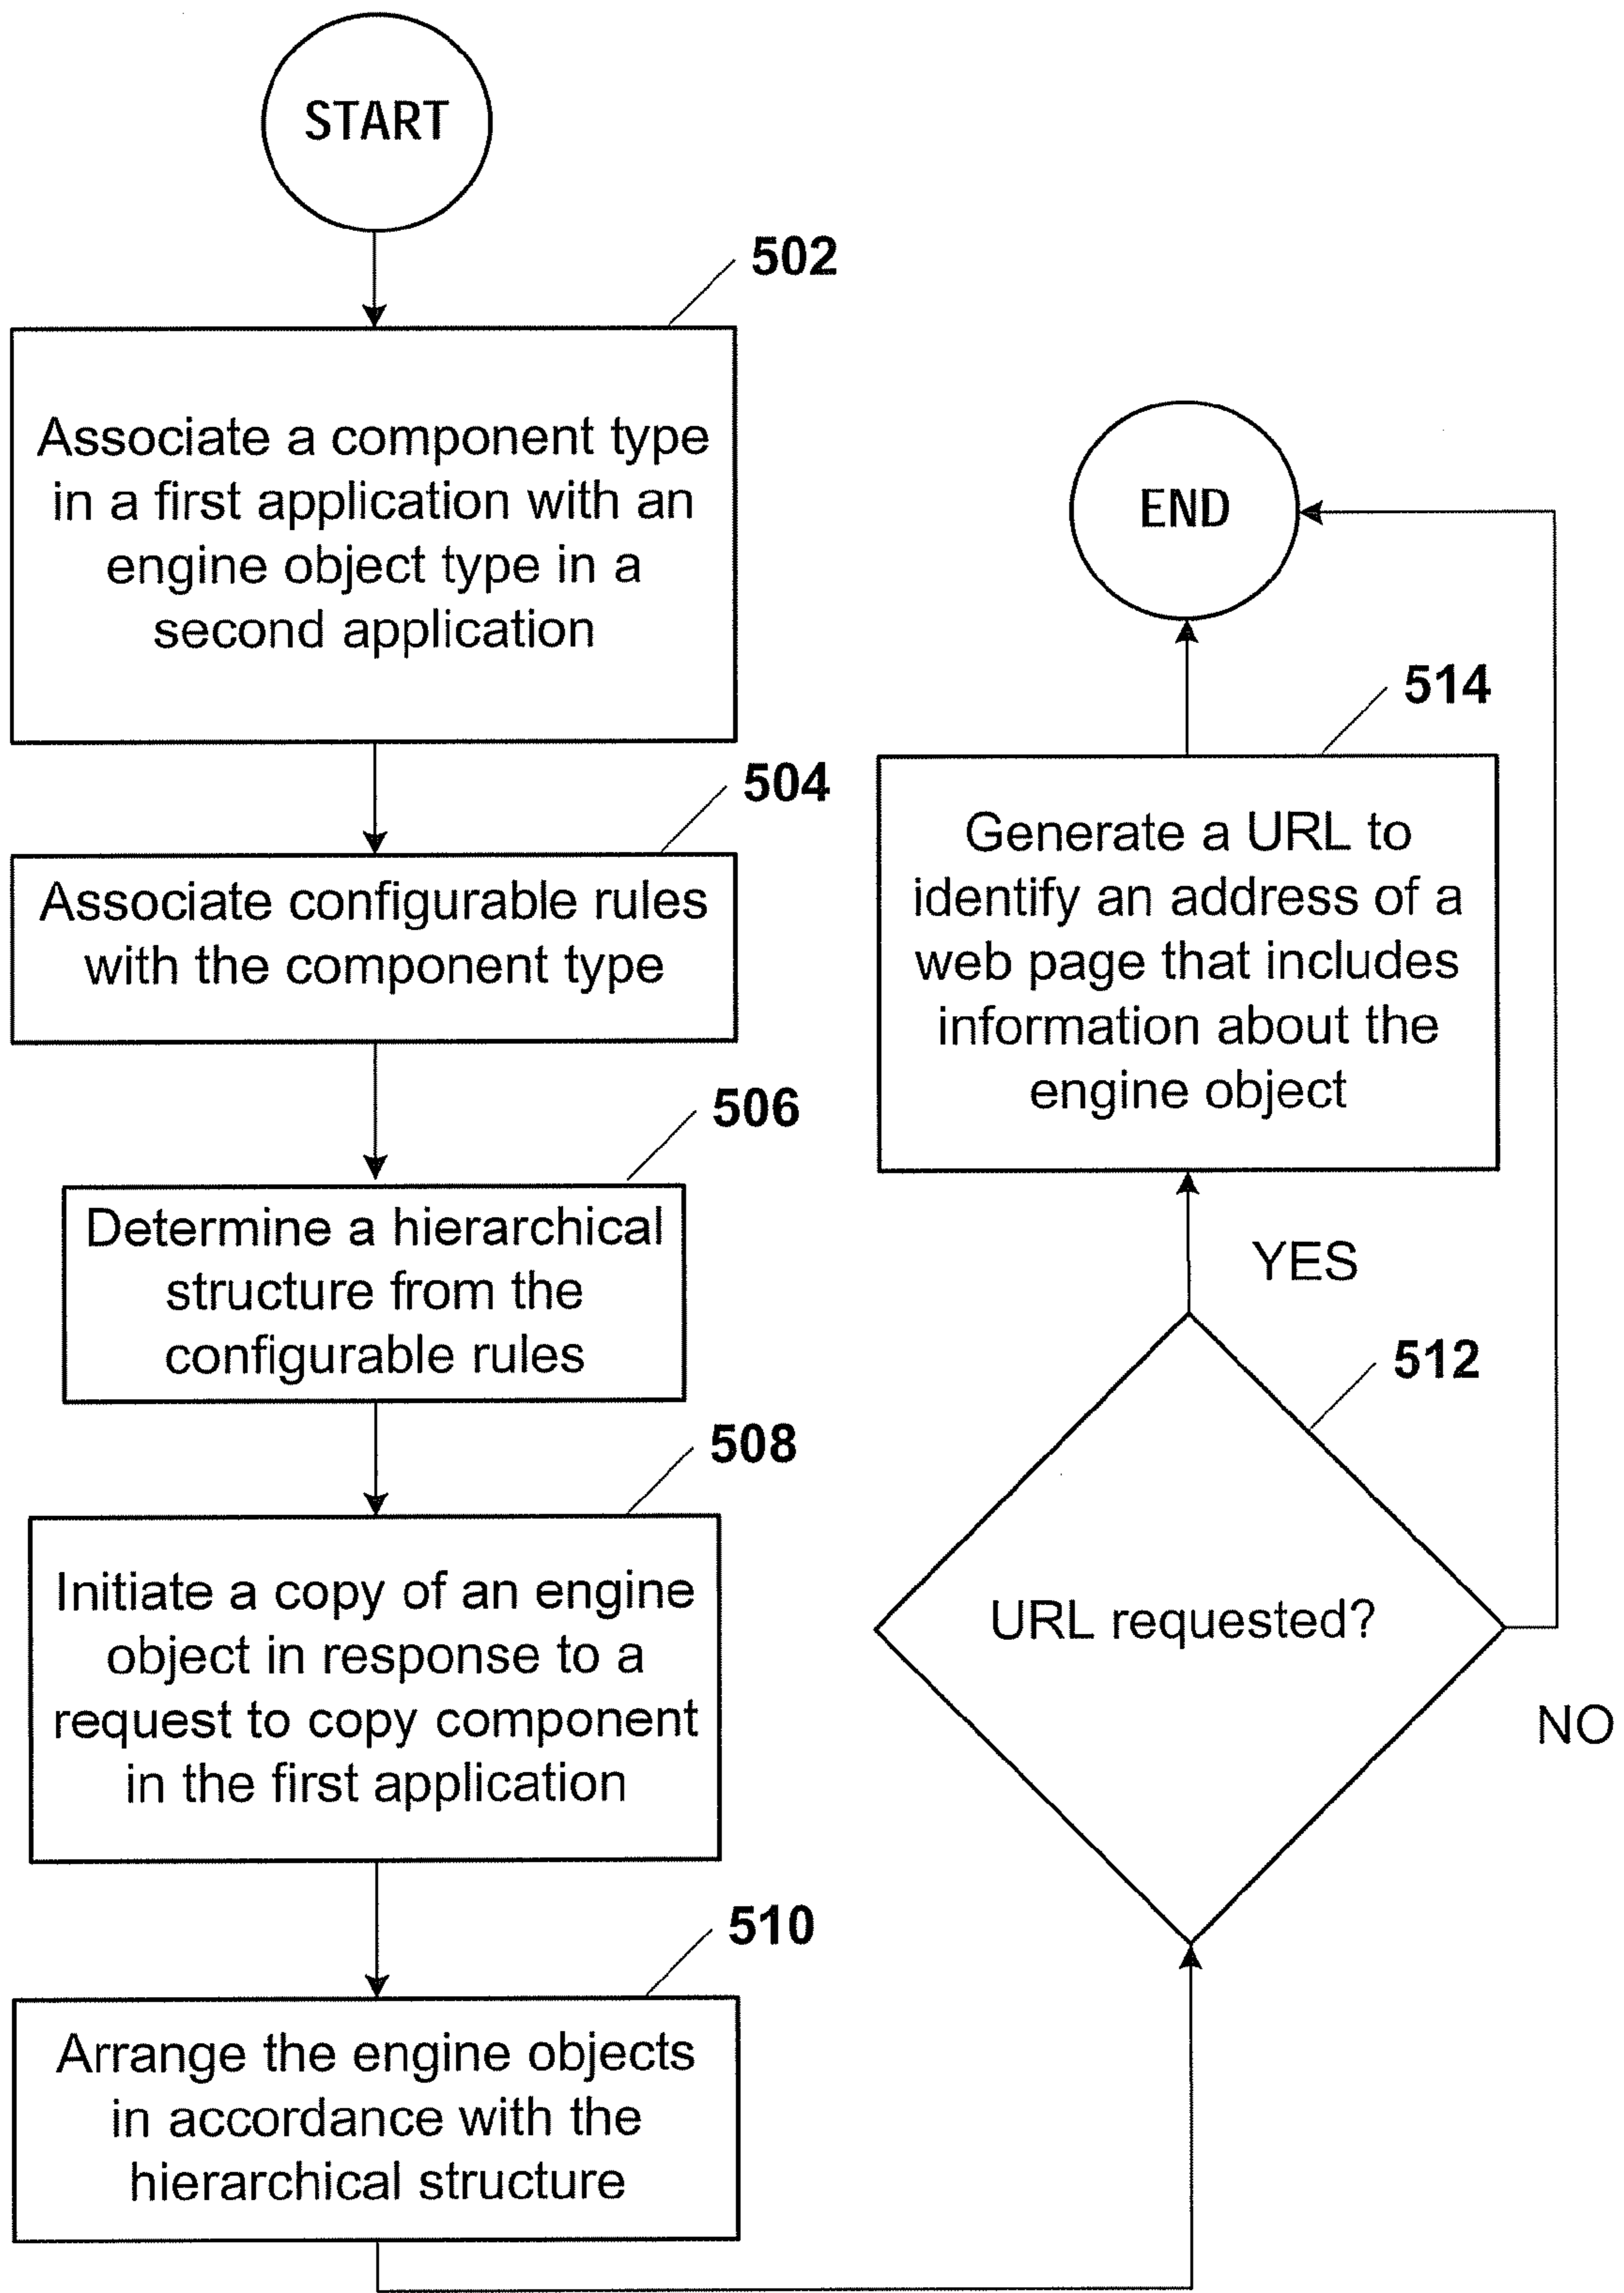 START
502
Associate a component type
in a first application with an
engine object type in a
second application
504
Associate configurable rules
with the component type
506
Determine a hierarchical
structure from the
configurable rules
508
Initiate a copy of an engine
object in response to a
request to copy component
in the first application
510
Arrange the engine objects
in accordance with the
hierarchical structure
END
514
Generate a URL to
identify an address of a
web page that includes
information about the
engine object
YES
512
URL requested?
NO